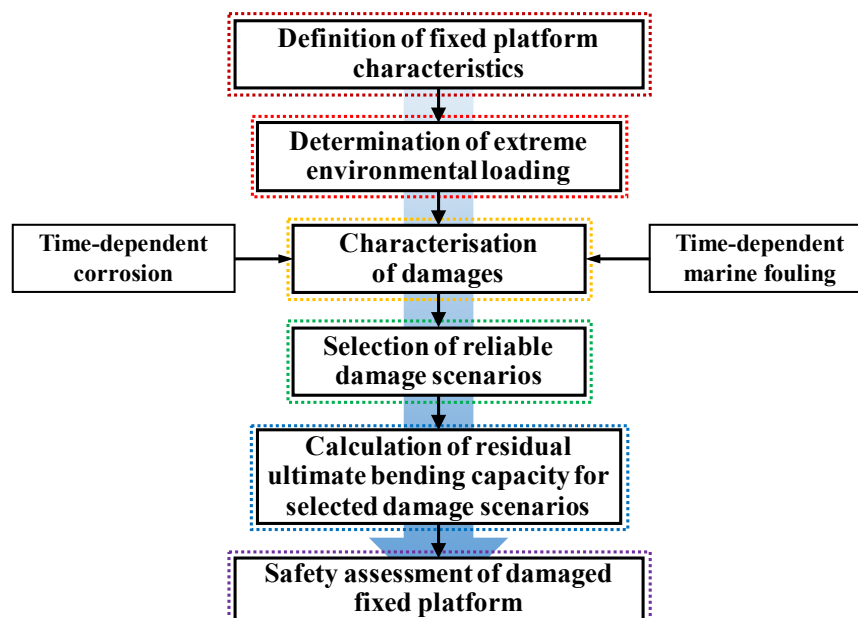 Definition of fixed platform
characteristics
Determination of extreme
environmental loading
Time-dependent
corrosion
Characterisation
of damages
Time-dependent
marine fouling
Selection of reliable
damage scenarios
Calculation of residual
ultimate bending capacity for
selected damage scenarios
Safety assessment of damaged
fixed platform